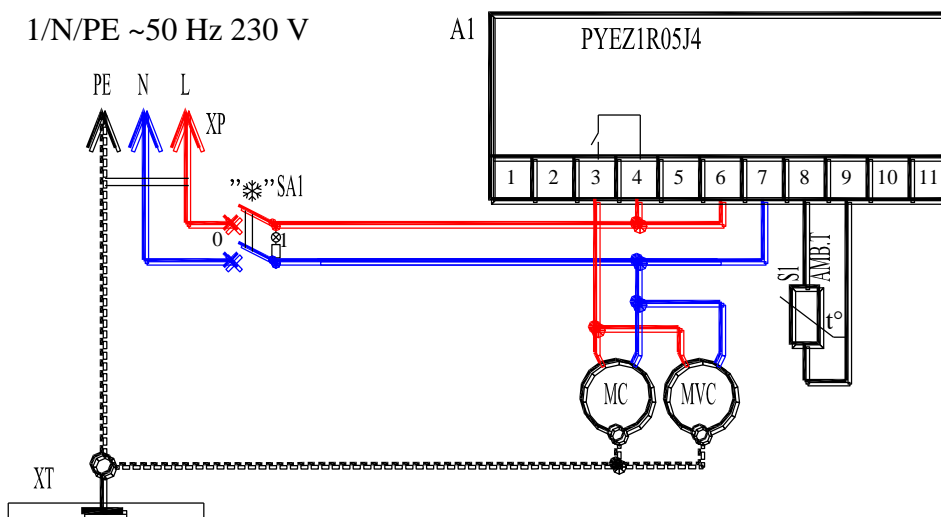 1/N/PE ~50 Hz 230 V
A1
PYEZ1R05J4
PE N L
XP
1 2 3 4 5 6 7 8 9 10 11
"❄" SA1
0 1
S1
AMB.T
t°
MC
MVC
XT